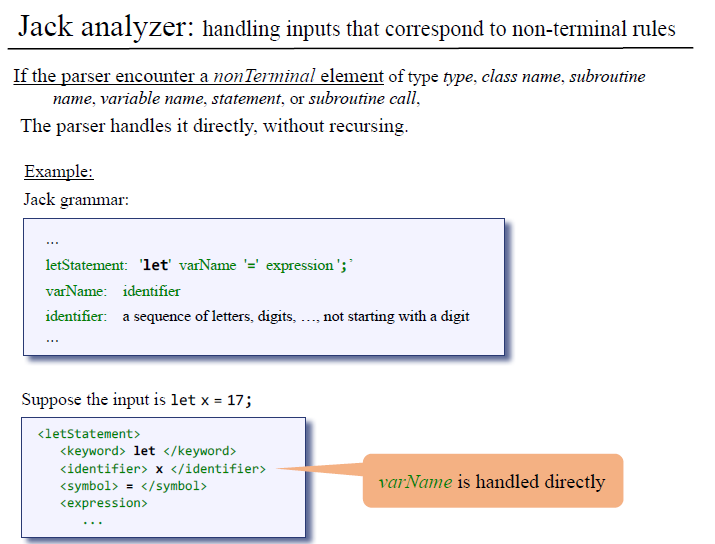 Jack analyzer: handling inputs that correspond to non-terminal rules
If the parser encounter a nonTerminal element of type type, class name, subroutine
name, variable name, statement, or subroutine call,
The parser handles it directly, without recursing.
Example:
Jack grammar:
...
letStatement: 'let' varName '=' expression ';'
varName: identifier
identifier: a sequence of letters, digits, …, not starting with a digit
...
Suppose the input is let x = 17;
<letStatement>
<keyword> let </keyword>
<identifier> x </identifier>
<symbol> = </symbol>
<expression>
...
varName is handled directly